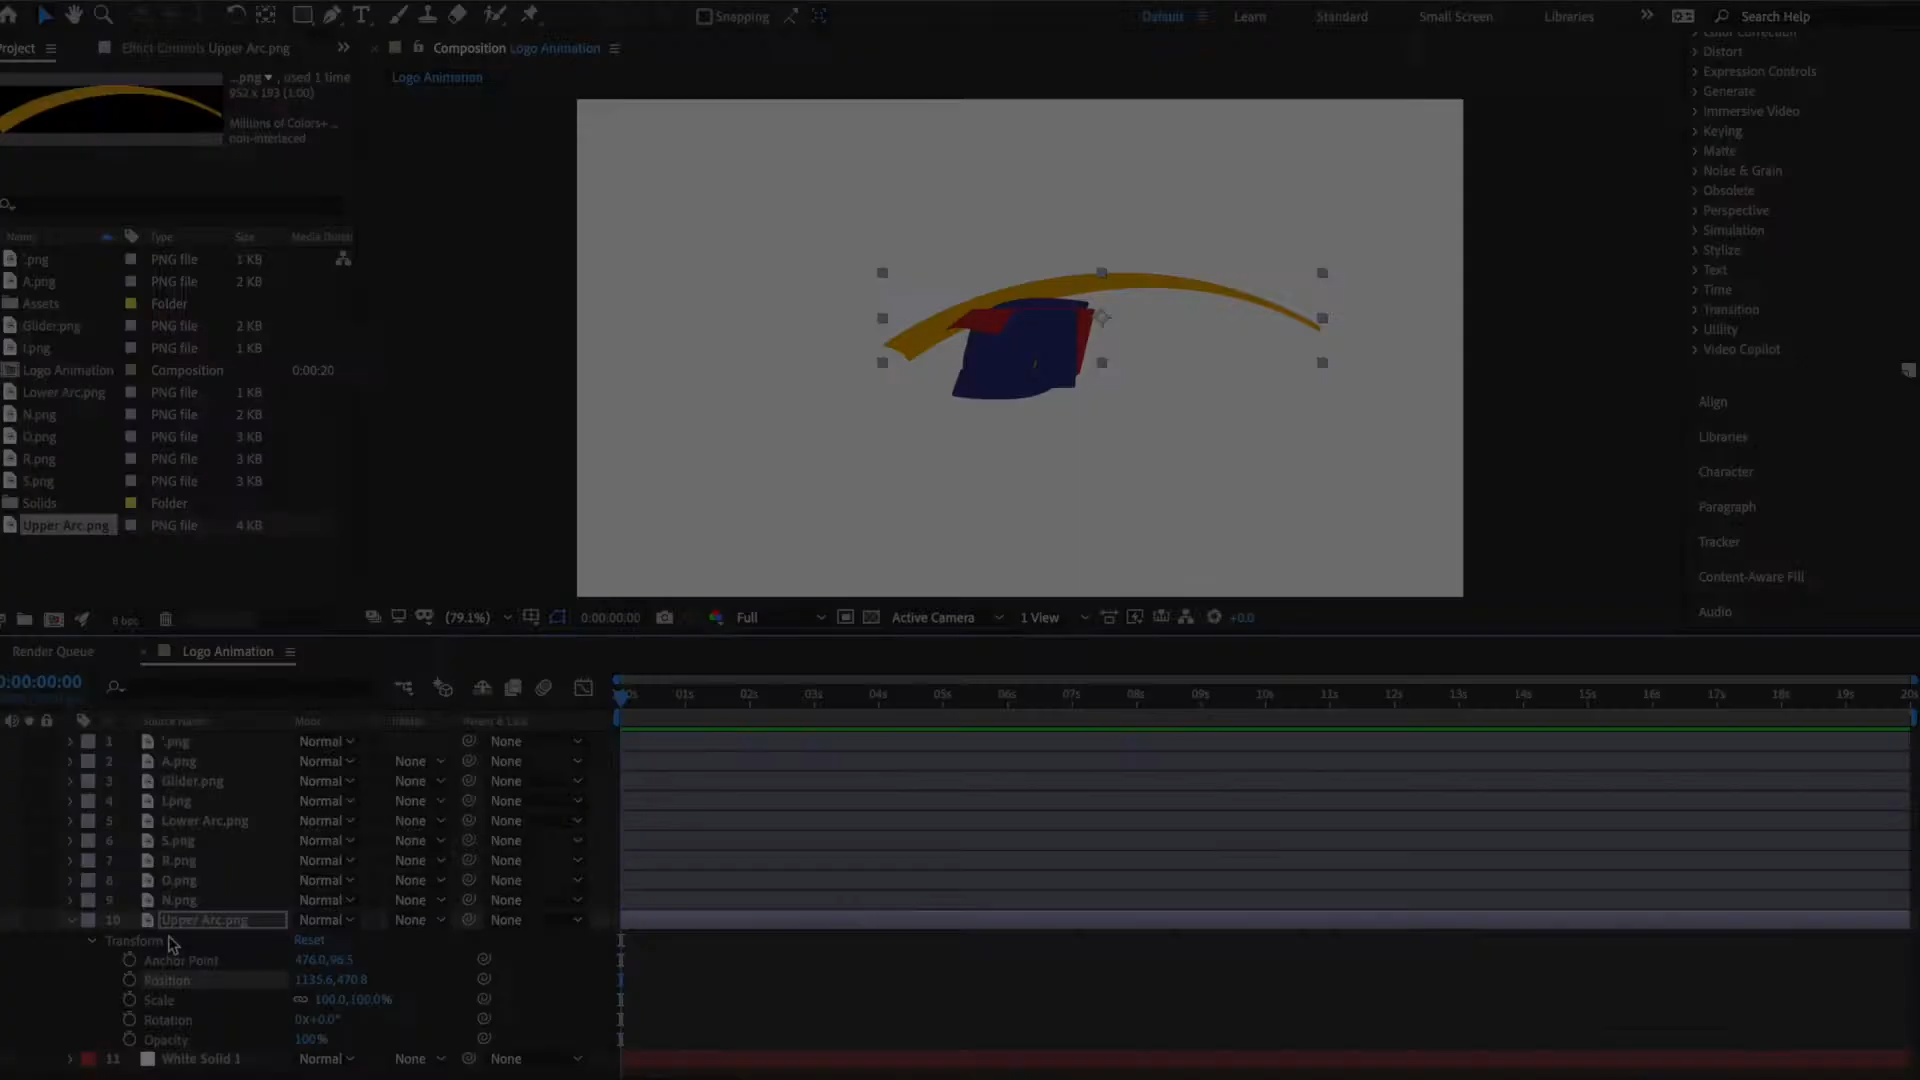 Snapping
Default
Learn
Standard
Small Screen
Libraries
Search Help
Project
Effect Controls Upper Arc.png
Composition Logo Animation
Logo Animation
...png , used 1 time
952 x 193 (1.00)
Millions of Colors+ ...
non-interlaced
Name
Type
Size
Media Durat
'.png PNG file 1 KB
A.png PNG file 2 KB
Assets Folder
Glider.png PNG file 2 KB
I.png PNG file 1 KB
Logo Animation Composition 0:00:20
Lower Arc.png PNG file 1 KB
N.png PNG file 2 KB
O.png PNG file 3 KB
R.png PNG file 3 KB
S.png PNG file 3 KB
Solids Folder
Upper Arc.png PNG file 4 KB
8 bpc
(79.1%)
0:00:00:00
Full
Active Camera
1 View
+0.0
Color Correction
Distort
Expression Controls
Generate
Immersive Video
Keying
Matte
Noise & Grain
Obsolete
Perspective
Simulation
Stylize
Text
Time
Transition
Utility
Video Copilot
Align
Libraries
Character
Paragraph
Tracker
Content-Aware Fill
Audio
Render Queue
Logo Animation
0:00:00:00
00s 01s 02s 03s 04s 05s 06s 07s 08s 09s 10s 11s 12s 13s 14s 15s 16s 17s 18s 19s 20s
Source Name Mode Parent & Link
1 '.png Normal None
2 A.png Normal None None
3 Glider.png Normal None None
4 I.png Normal None None
5 Lower Arc.png Normal None None
6 S.png Normal None None
7 R.png Normal None None
8 O.png Normal None None
9 N.png Normal None None
10 Upper Arc.png Normal None None
Transform Reset
Anchor Point 476.0,96.5
Position 1135.6,470.8
Scale 100.0,100.0%
Rotation 0x+0.0°
Opacity 100%
11 White Solid 1 Normal None None